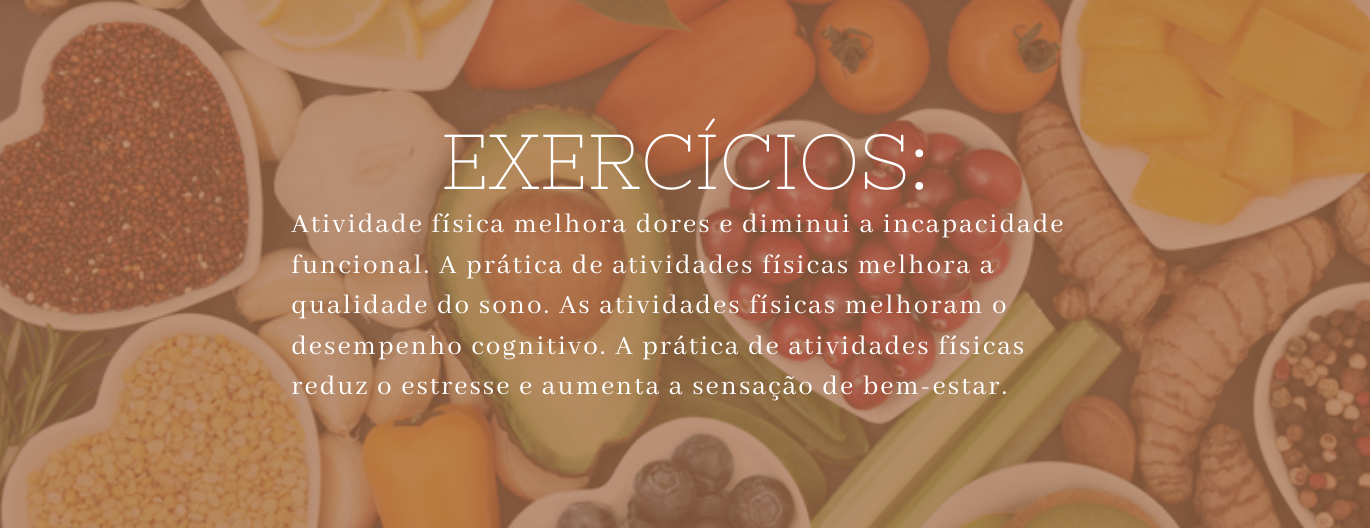 EXERCÍCIOS:
Atividade física melhora dores e diminui a incapacidade
funcional. A prática de atividades físicas melhora a
qualidade do sono. As atividades físicas melhoram o
desempenho cognitivo. A prática de atividades físicas
reduz o estresse e aumenta a sensação de bem-estar.